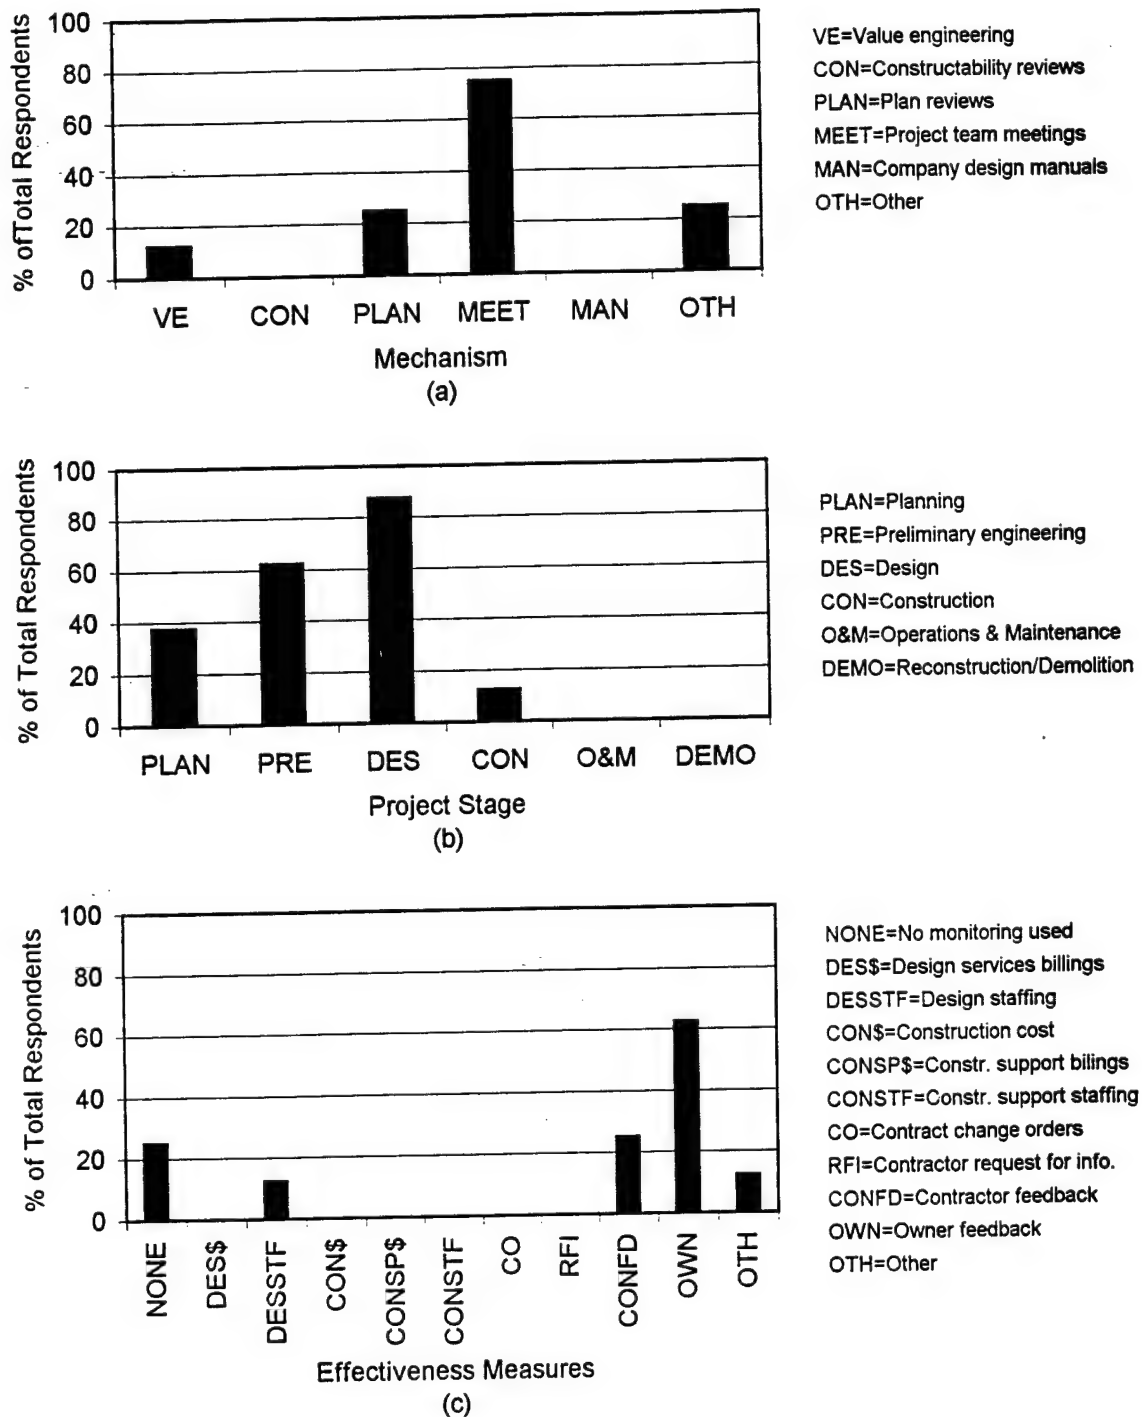 % ofTotal Respondents
100
80
60
40
20
0
VE CON PLAN MEET MAN OTH
Mechanism
(a)
VE=Value engineering
CON=Constructability reviews
PLAN=Plan reviews
MEET=Project team meetings
MAN=Company design manuals
OTH=Other
% of Total Respondents
100
80
60
40
20
0
PLAN PRE DES CON O&M DEMO
Project Stage
(b)
PLAN=Planning
PRE=Preliminary engineering
DES=Design
CON=Construction
O&M=Operations & Maintenance
DEMO=Reconstruction/Demolition
% of Total Respondents
100
80
60
40
20
0
NONE DES$ DESSTF CON$ CONSP$ CONSTF CO RFI CONFD OWN OTH
Effectiveness Measures
(c)
NONE=No monitoring used
DES$=Design services billings
DESSTF=Design staffing
CON$=Construction cost
CONSP$=Constr. support bilings
CONSTF=Constr. support staffing
CO=Contract change orders
RFI=Contractor request for info.
CONFD=Contractor feedback
OWN=Owner feedback
OTH=Other